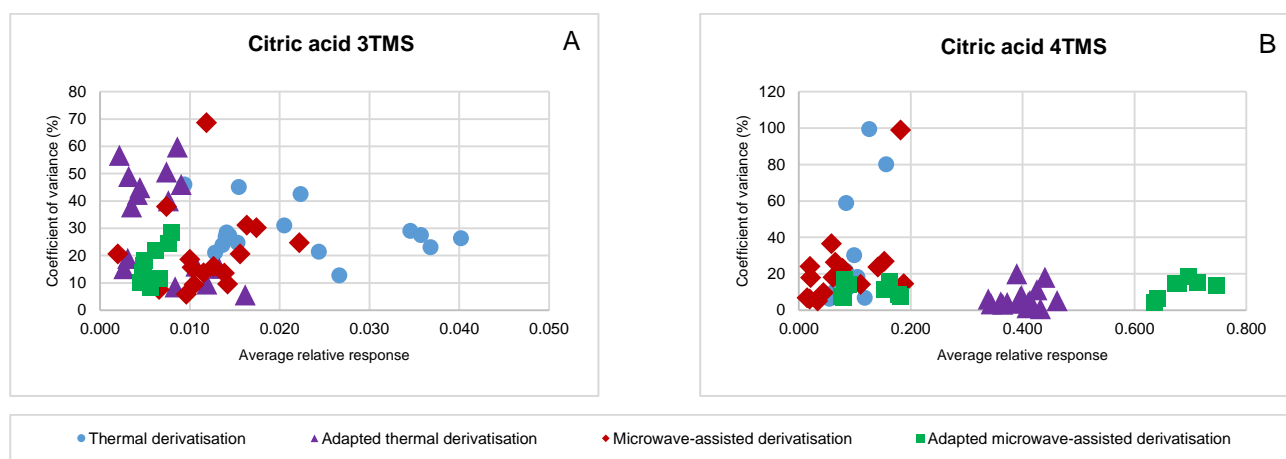 Citric acid 3TMS
A
Coefficient of variance (%)
80
70
60
50
40
30
20
10
0
0.000 0.010 0.020 0.030 0.040 0.050
Average relative response
Citric acid 4TMS
B
Coefficient of variance (%)
120
100
80
60
40
20
0
0.000 0.200 0.400 0.600 0.800
Average relative response
Thermal derivatisation Adapted thermal derivatisation Microwave-assisted derivatisation Adapted microwave-assisted derivatisation